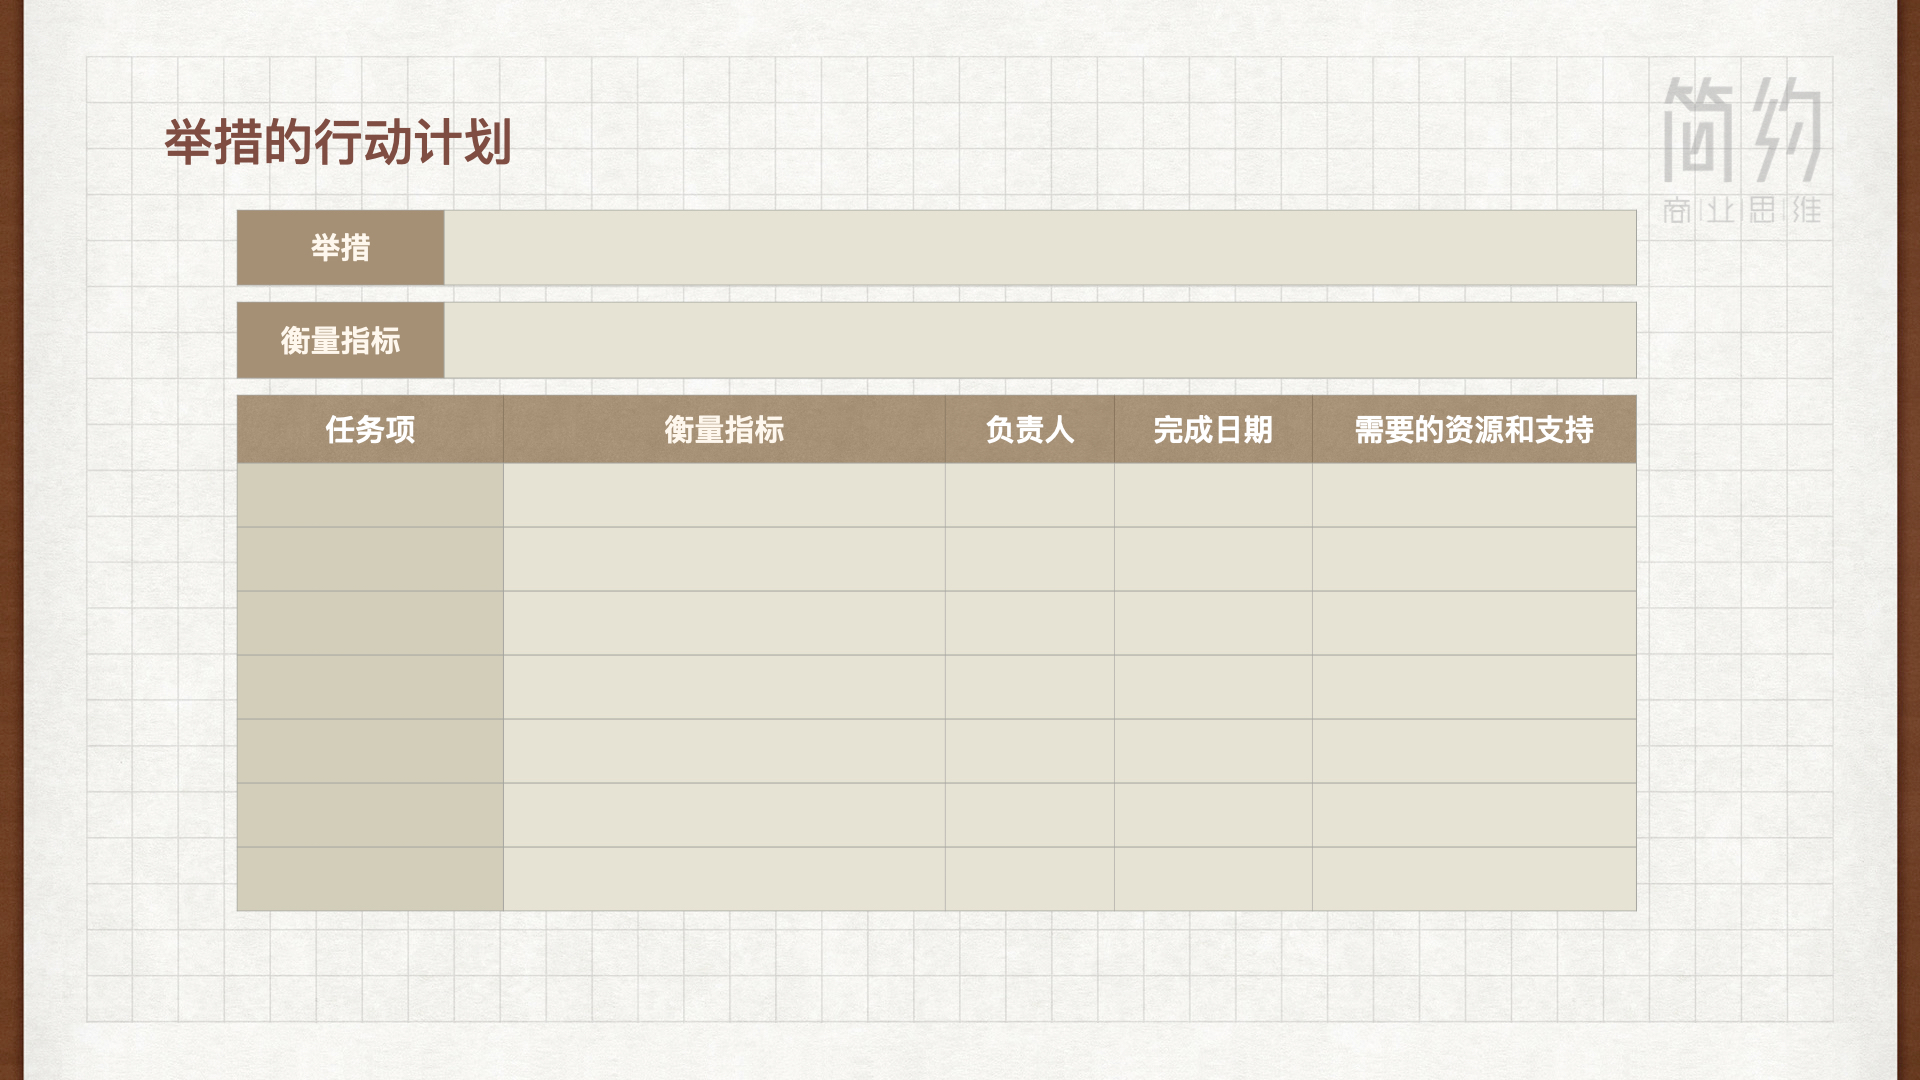 举措的行动计划
简约
商业思维
举措
衡量指标
任务项 衡量指标 负责人 完成日期 需要的资源和支持